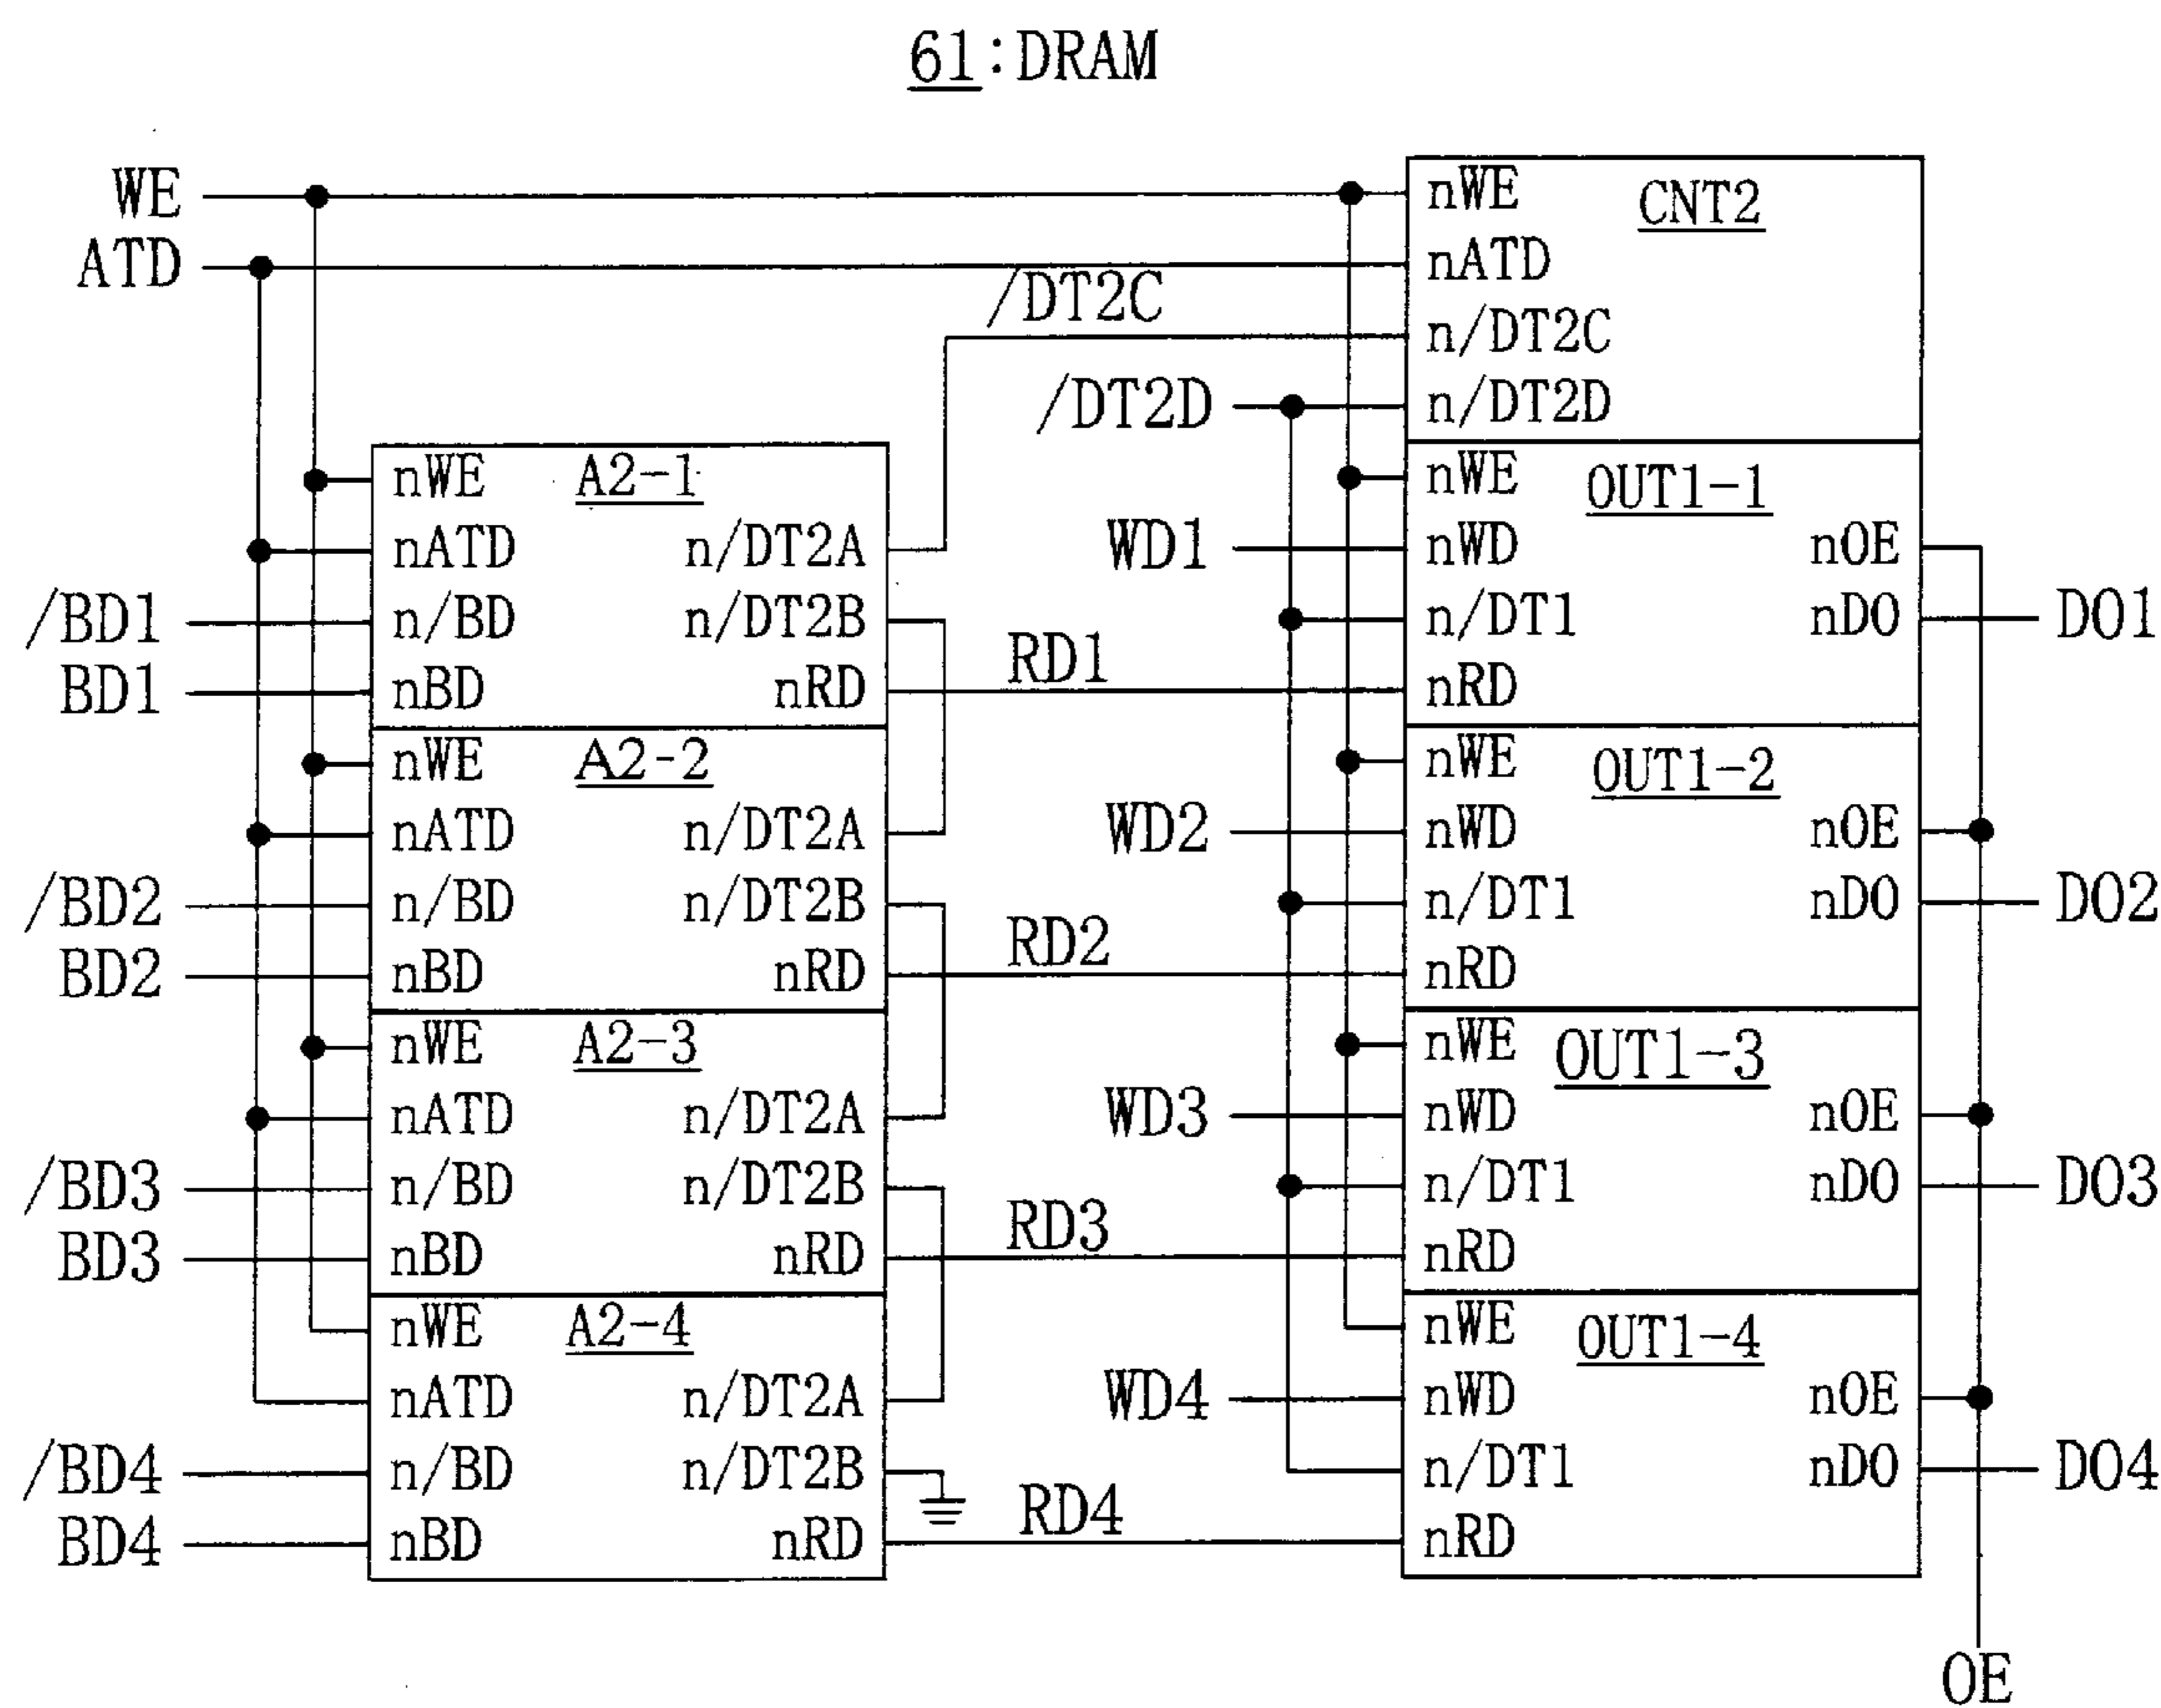 61:DRAM
WE
ATD
/DT2C
/DT2D
nWE CNT2
nATD
n/DT2C
n/DT2D
nWE A2-1
nATD n/DT2A
/BD1 n/BD n/DT2B
BD1 nBD nRD
RD1
nWE OUT1-1
WD1 nWD nOE
n/DT1 nDO DO1
nRD
nWE A2-2
nATD n/DT2A
/BD2 n/BD n/DT2B
BD2 nBD nRD
RD2
nWE OUT1-2
WD2 nWD nOE
n/DT1 nDO DO2
nRD
nWE A2-3
nATD n/DT2A
/BD3 n/BD n/DT2B
BD3 nBD nRD
RD3
nWE OUT1-3
WD3 nWD nOE
n/DT1 nDO DO3
nRD
nWE A2-4
nATD n/DT2A
/BD4 n/BD n/DT2B
BD4 nBD nRD
RD4
nWE OUT1-4
WD4 nWD nOE
n/DT1 nDO DO4
nRD
OE